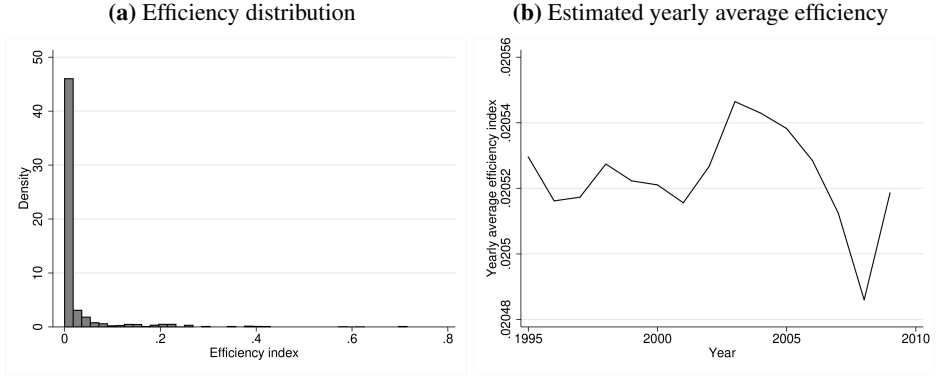 (a) Efficiency distribution
50
40
30
20
10
0
Density
0 .2 .4 .6 .8
Efficiency index
(b) Estimated yearly average efficiency
.02056
.02054
.02052
.0205
.02048
Yearly average efficiency index
1995 2000 2005 2010
Year